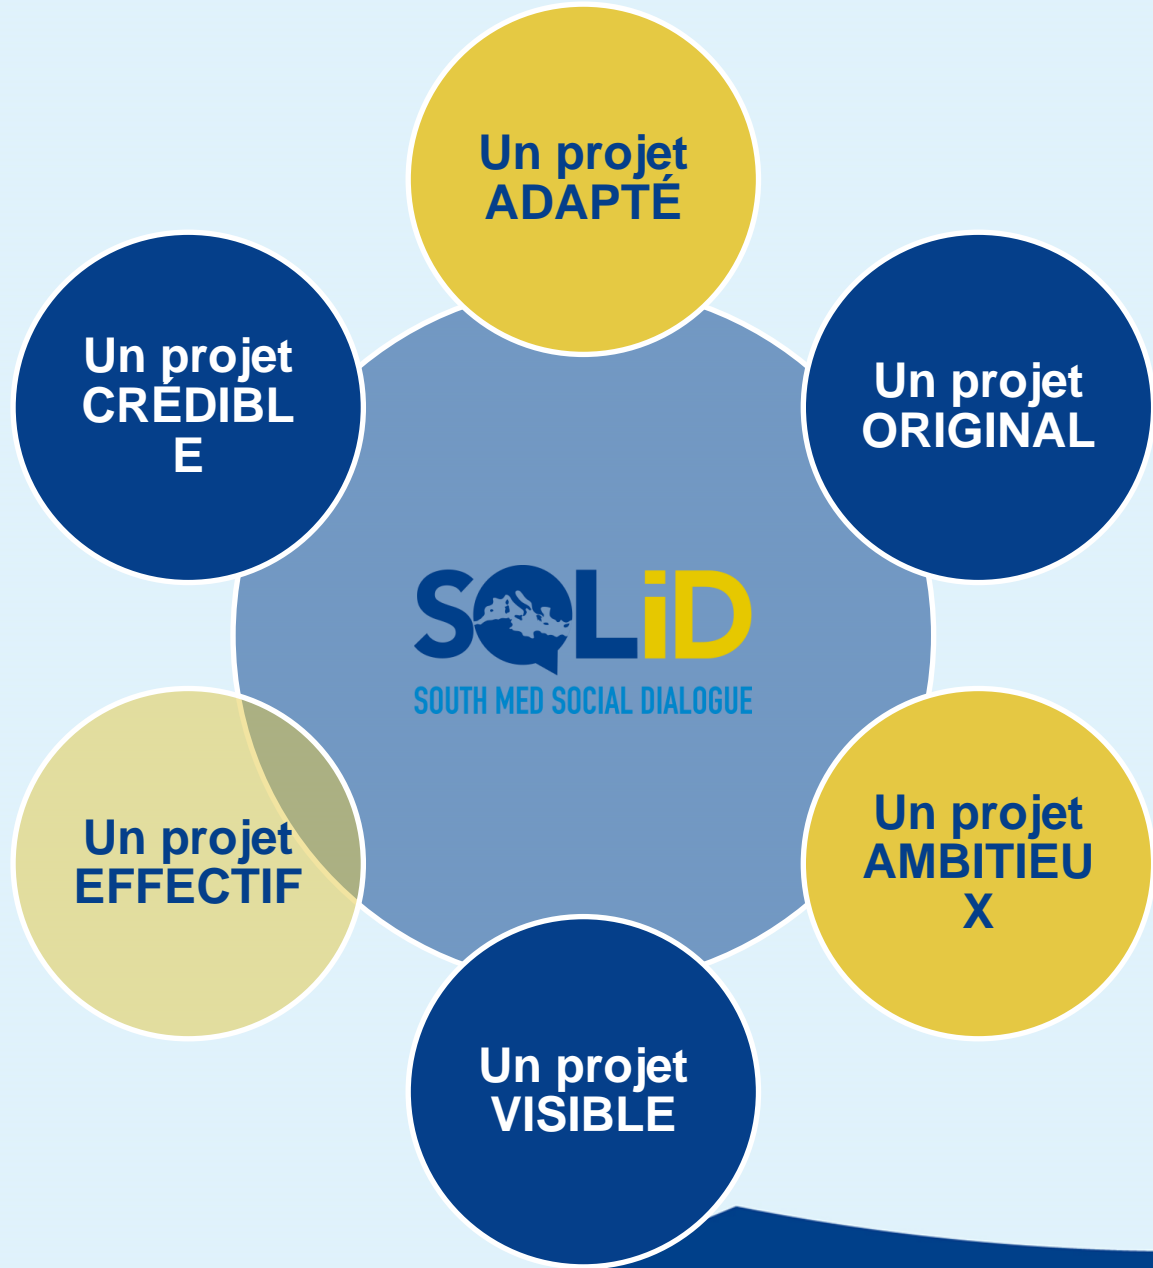 Un projet
ADAPTÉ
Un projet
CRÉDIBL
E
Un projet
ORIGINAL
SOLiD
SOUTH MED SOCIAL DIALOGUE
Un projet
EFFECTIF
Un projet
AMBITIEU
X
Un projet
VISIBLE